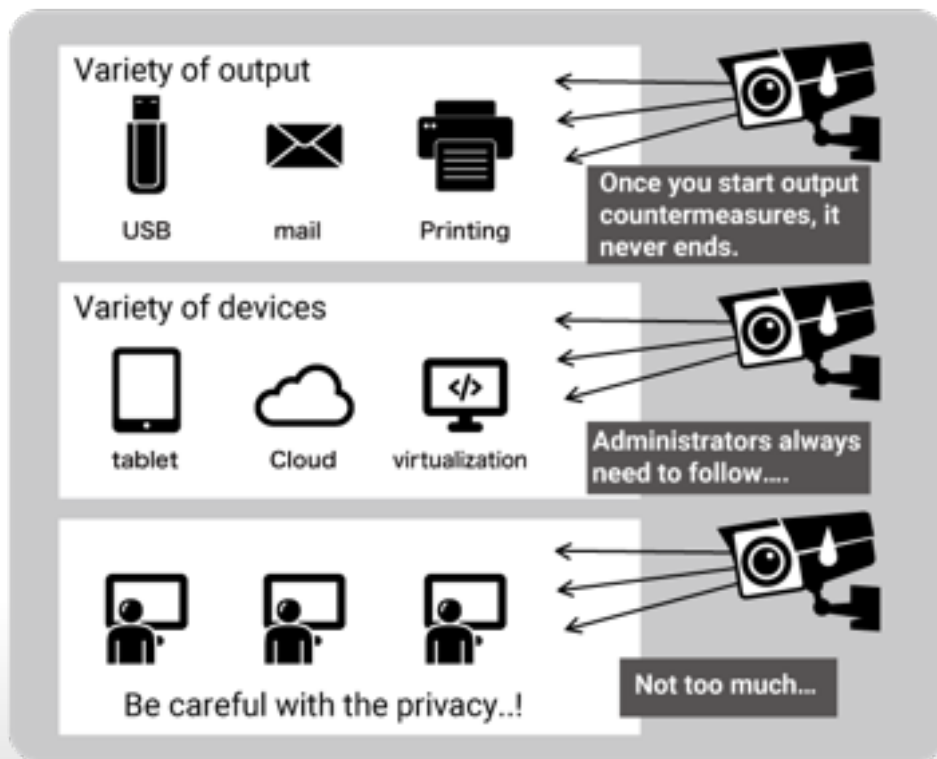 Variety of output
USB
mail
Printing
Once you start output
countermeasures, it
never ends.
Variety of devices
</>
tablet
Cloud
virtualization
Administrators always
need to follow....
Be careful with the privacy..!
Not too much...